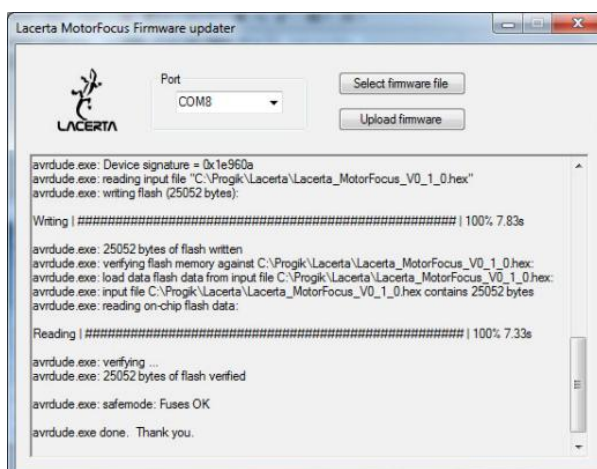 Lacerta MotorFocus Firmware updater
Port
COM8
Select firmware file
Upload firmware
LACERTA
avrdude.exe: Device signature = 0x1e960a
avrdude.exe: reading input file "C:\Progik\Lacerta\Lacerta_MotorFocus_V0_1_0.hex"
avrdude.exe: writing flash (25052 bytes):
Writing | ################################################## | 100% 7.83s
avrdude.exe: 25052 bytes of flash written
avrdude.exe: verifying flash memory against C:\Progik\Lacerta\Lacerta_MotorFocus_V0_1_0.hex:
avrdude.exe: load data flash data from input file C:\Progik\Lacerta\Lacerta_MotorFocus_V0_1_0.hex:
avrdude.exe: input file C:\Progik\Lacerta\Lacerta_MotorFocus_V0_1_0.hex contains 25052 bytes
avrdude.exe: reading on-chip flash data:
Reading | ################################################## | 100% 7.33s
avrdude.exe: verifying ...
avrdude.exe: 25052 bytes of flash verified
avrdude.exe: safemode: Fuses OK
avrdude.exe done.  Thank you.